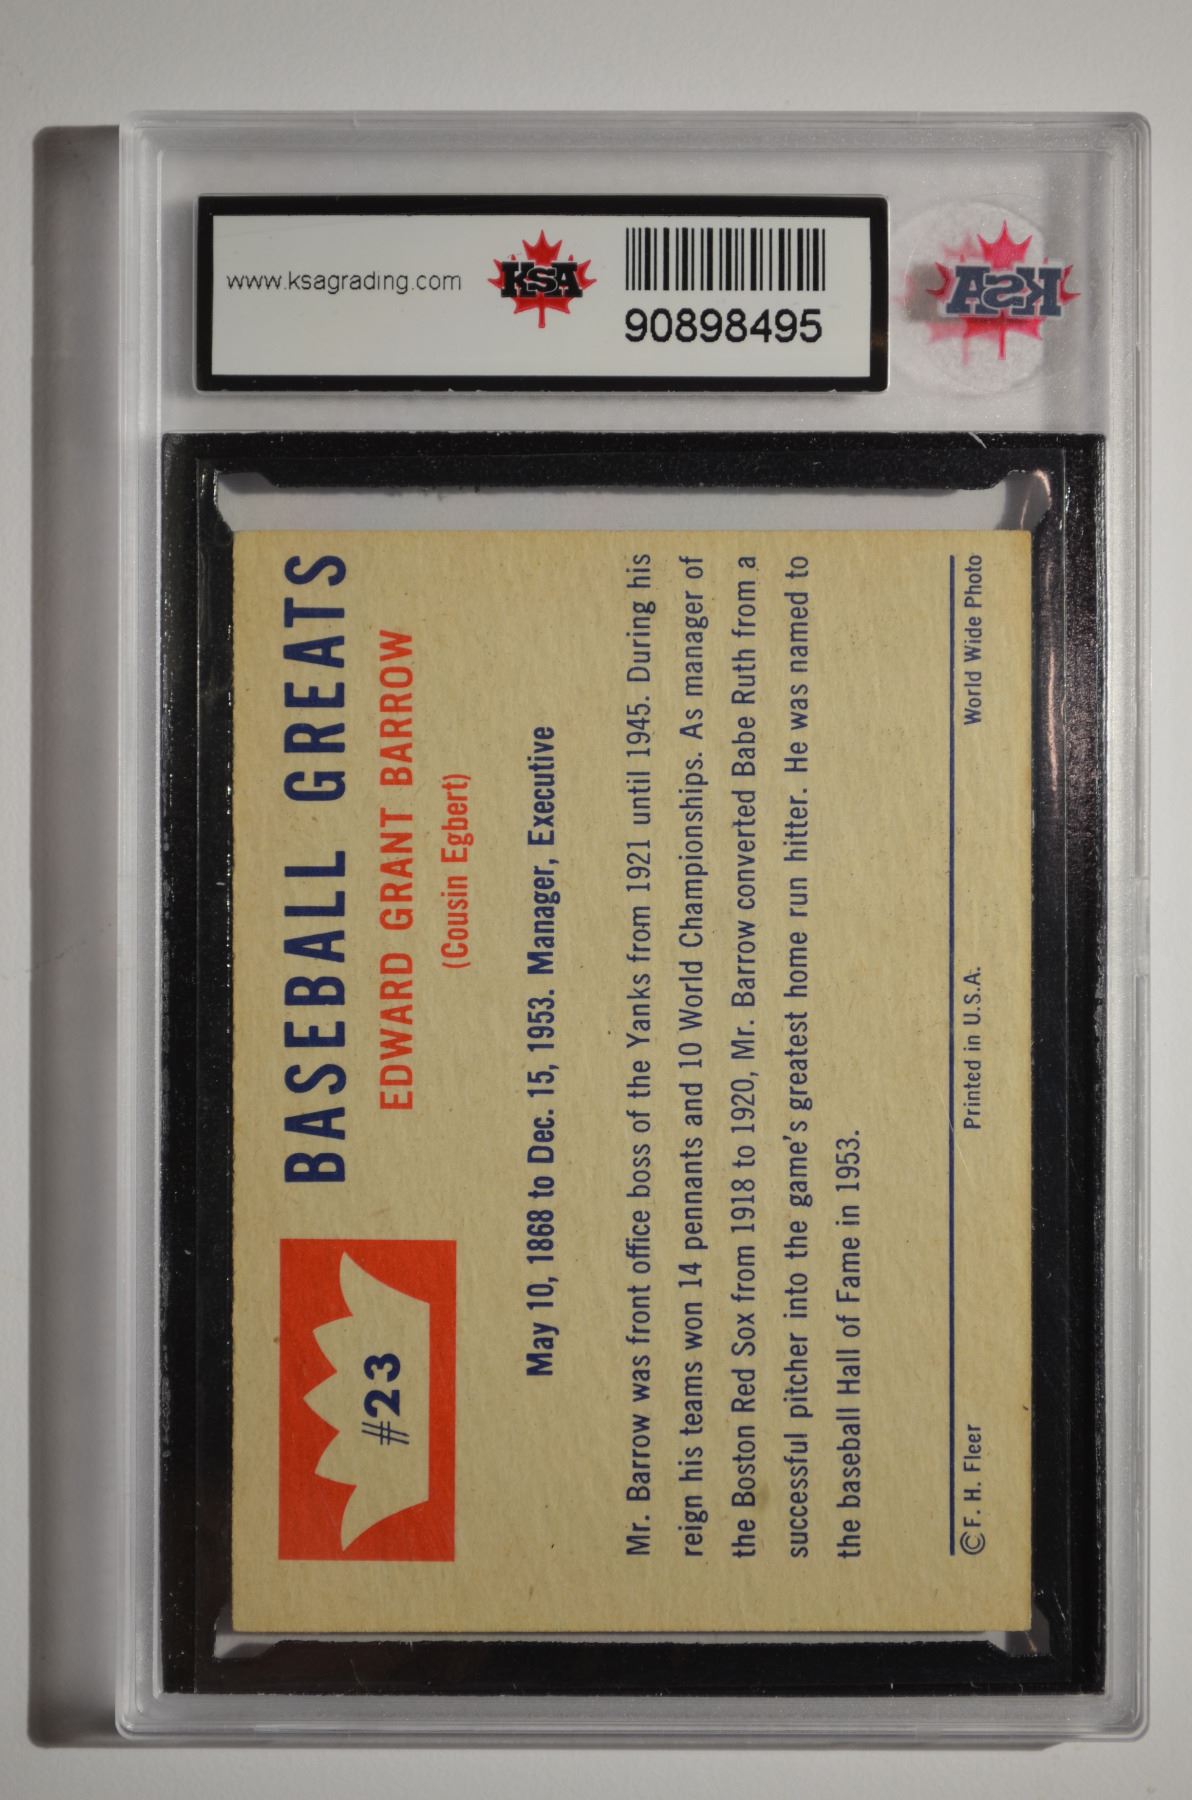 www.ksagrading.com
KSA
90898495
KSA
BASEBALL GREATS
EDWARD GRANT BARROW
(Cousin Egbert)
#23
May 10, 1868 to Dec. 15, 1953. Manager, Executive
Mr. Barrow was front office boss of the Yanks from 1921 until 1945. During his
reign his teams won 14 pennants and 10 World Championships. As manager of
the Boston Red Sox from 1918 to 1920, Mr. Barrow converted Babe Ruth from a
successful pitcher into the game's greatest home run hitter. He was named to
the baseball Hall of Fame in 1953.
© F. H. Fleer
Printed in U.S.A.
World Wide Photo